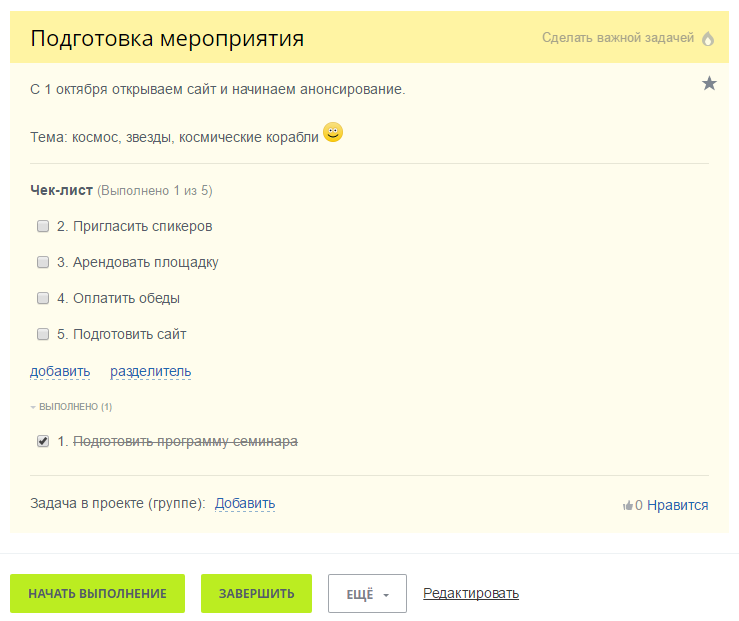 Подготовка мероприятия
Сделать важной задачей
С 1 октября открываем сайт и начинаем анонсирование.
Тема: космос, звезды, космические корабли
Чек-лист (Выполнено 1 из 5)
2. Пригласить спикеров
3. Арендовать площадку
4. Оплатить обеды
5. Подготовить сайт
добавить разделитель
ВЫПОЛНЕНО (1)
1. Подготовить программу семинара
Задача в проекте (группе): Добавить
0 Нравится
НАЧАТЬ ВЫПОЛНЕНИЕ ЗАВЕРШИТЬ ЕЩЁ Редактировать